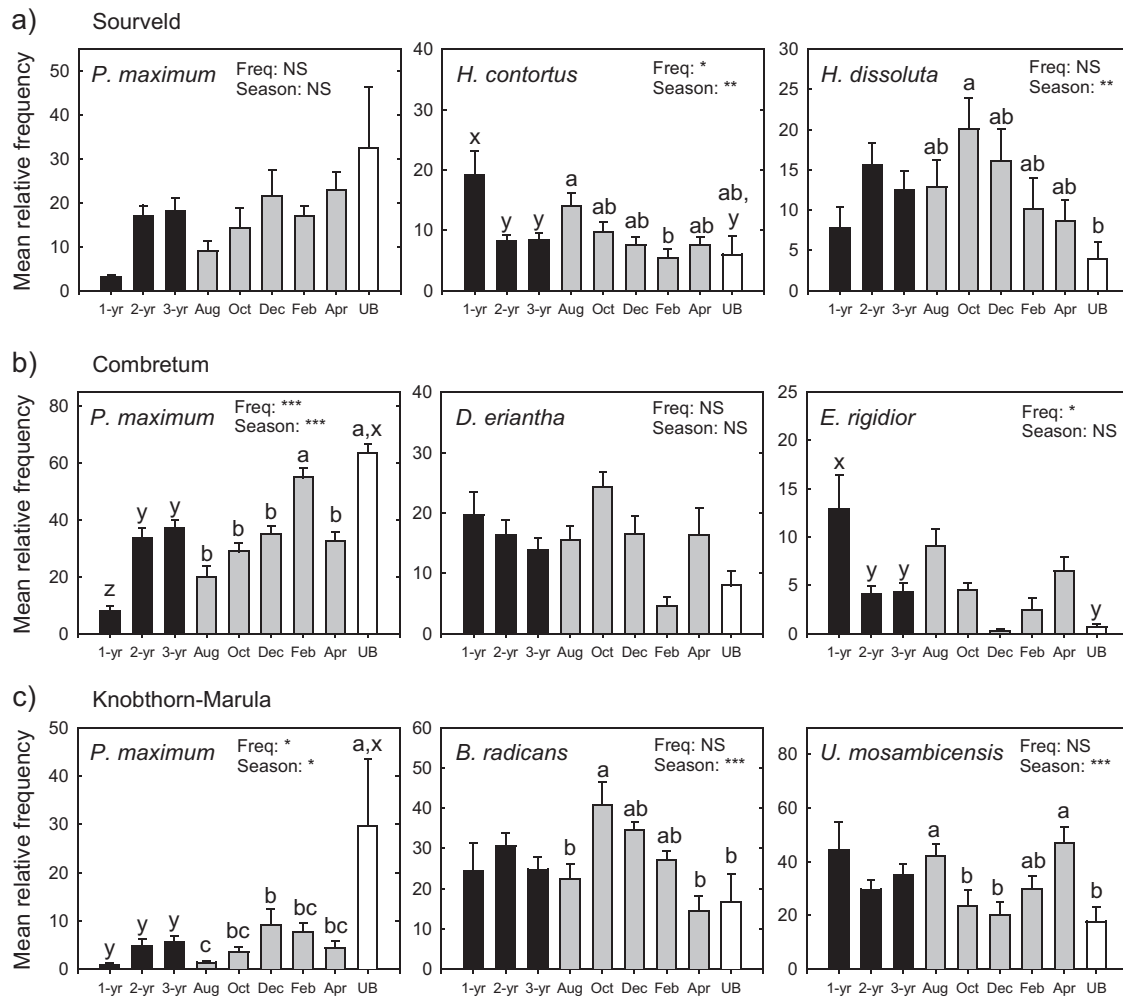 a) Sourveld
Mean relative frequency
50
40
30
20
10
0
P. maximum
Freq: NS
Season: NS
1-yr 2-yr 3-yr Aug Oct Dec Feb Apr UB
40
30
20
10
0
H. contortus
Freq: *
Season: **
x y y a ab ab b ab ab, y
1-yr 2-yr 3-yr Aug Oct Dec Feb Apr UB
30
25
20
15
10
5
0
H. dissoluta
Freq: NS
Season: **
ab a ab ab ab b
1-yr 2-yr 3-yr Aug Oct Dec Feb Apr UB
b) Combretum
Mean relative frequency
80
60
40
20
0
P. maximum
Freq: ***
Season: ***
z y y b b b a b a,x
1-yr 2-yr 3-yr Aug Oct Dec Feb Apr UB
40
30
20
10
0
D. eriantha
Freq: NS
Season: NS
1-yr 2-yr 3-yr Aug Oct Dec Feb Apr UB
25
20
15
10
5
0
E. rigidior
Freq: *
Season: NS
x y y y
1-yr 2-yr 3-yr Aug Oct Dec Feb Apr UB
c) Knobthorn-Marula
Mean relative frequency
50
40
30
20
10
0
P. maximum
Freq: *
Season: *
y y y c bc b bc bc a,x
1-yr 2-yr 3-yr Aug Oct Dec Feb Apr UB
60
50
40
30
20
10
0
B. radicans
Freq: NS
Season: ***
b a ab ab b b
1-yr 2-yr 3-yr Aug Oct Dec Feb Apr UB
80
60
40
20
0
U. mosambicensis
Freq: NS
Season: ***
a b b ab a b
1-yr 2-yr 3-yr Aug Oct Dec Feb Apr UB